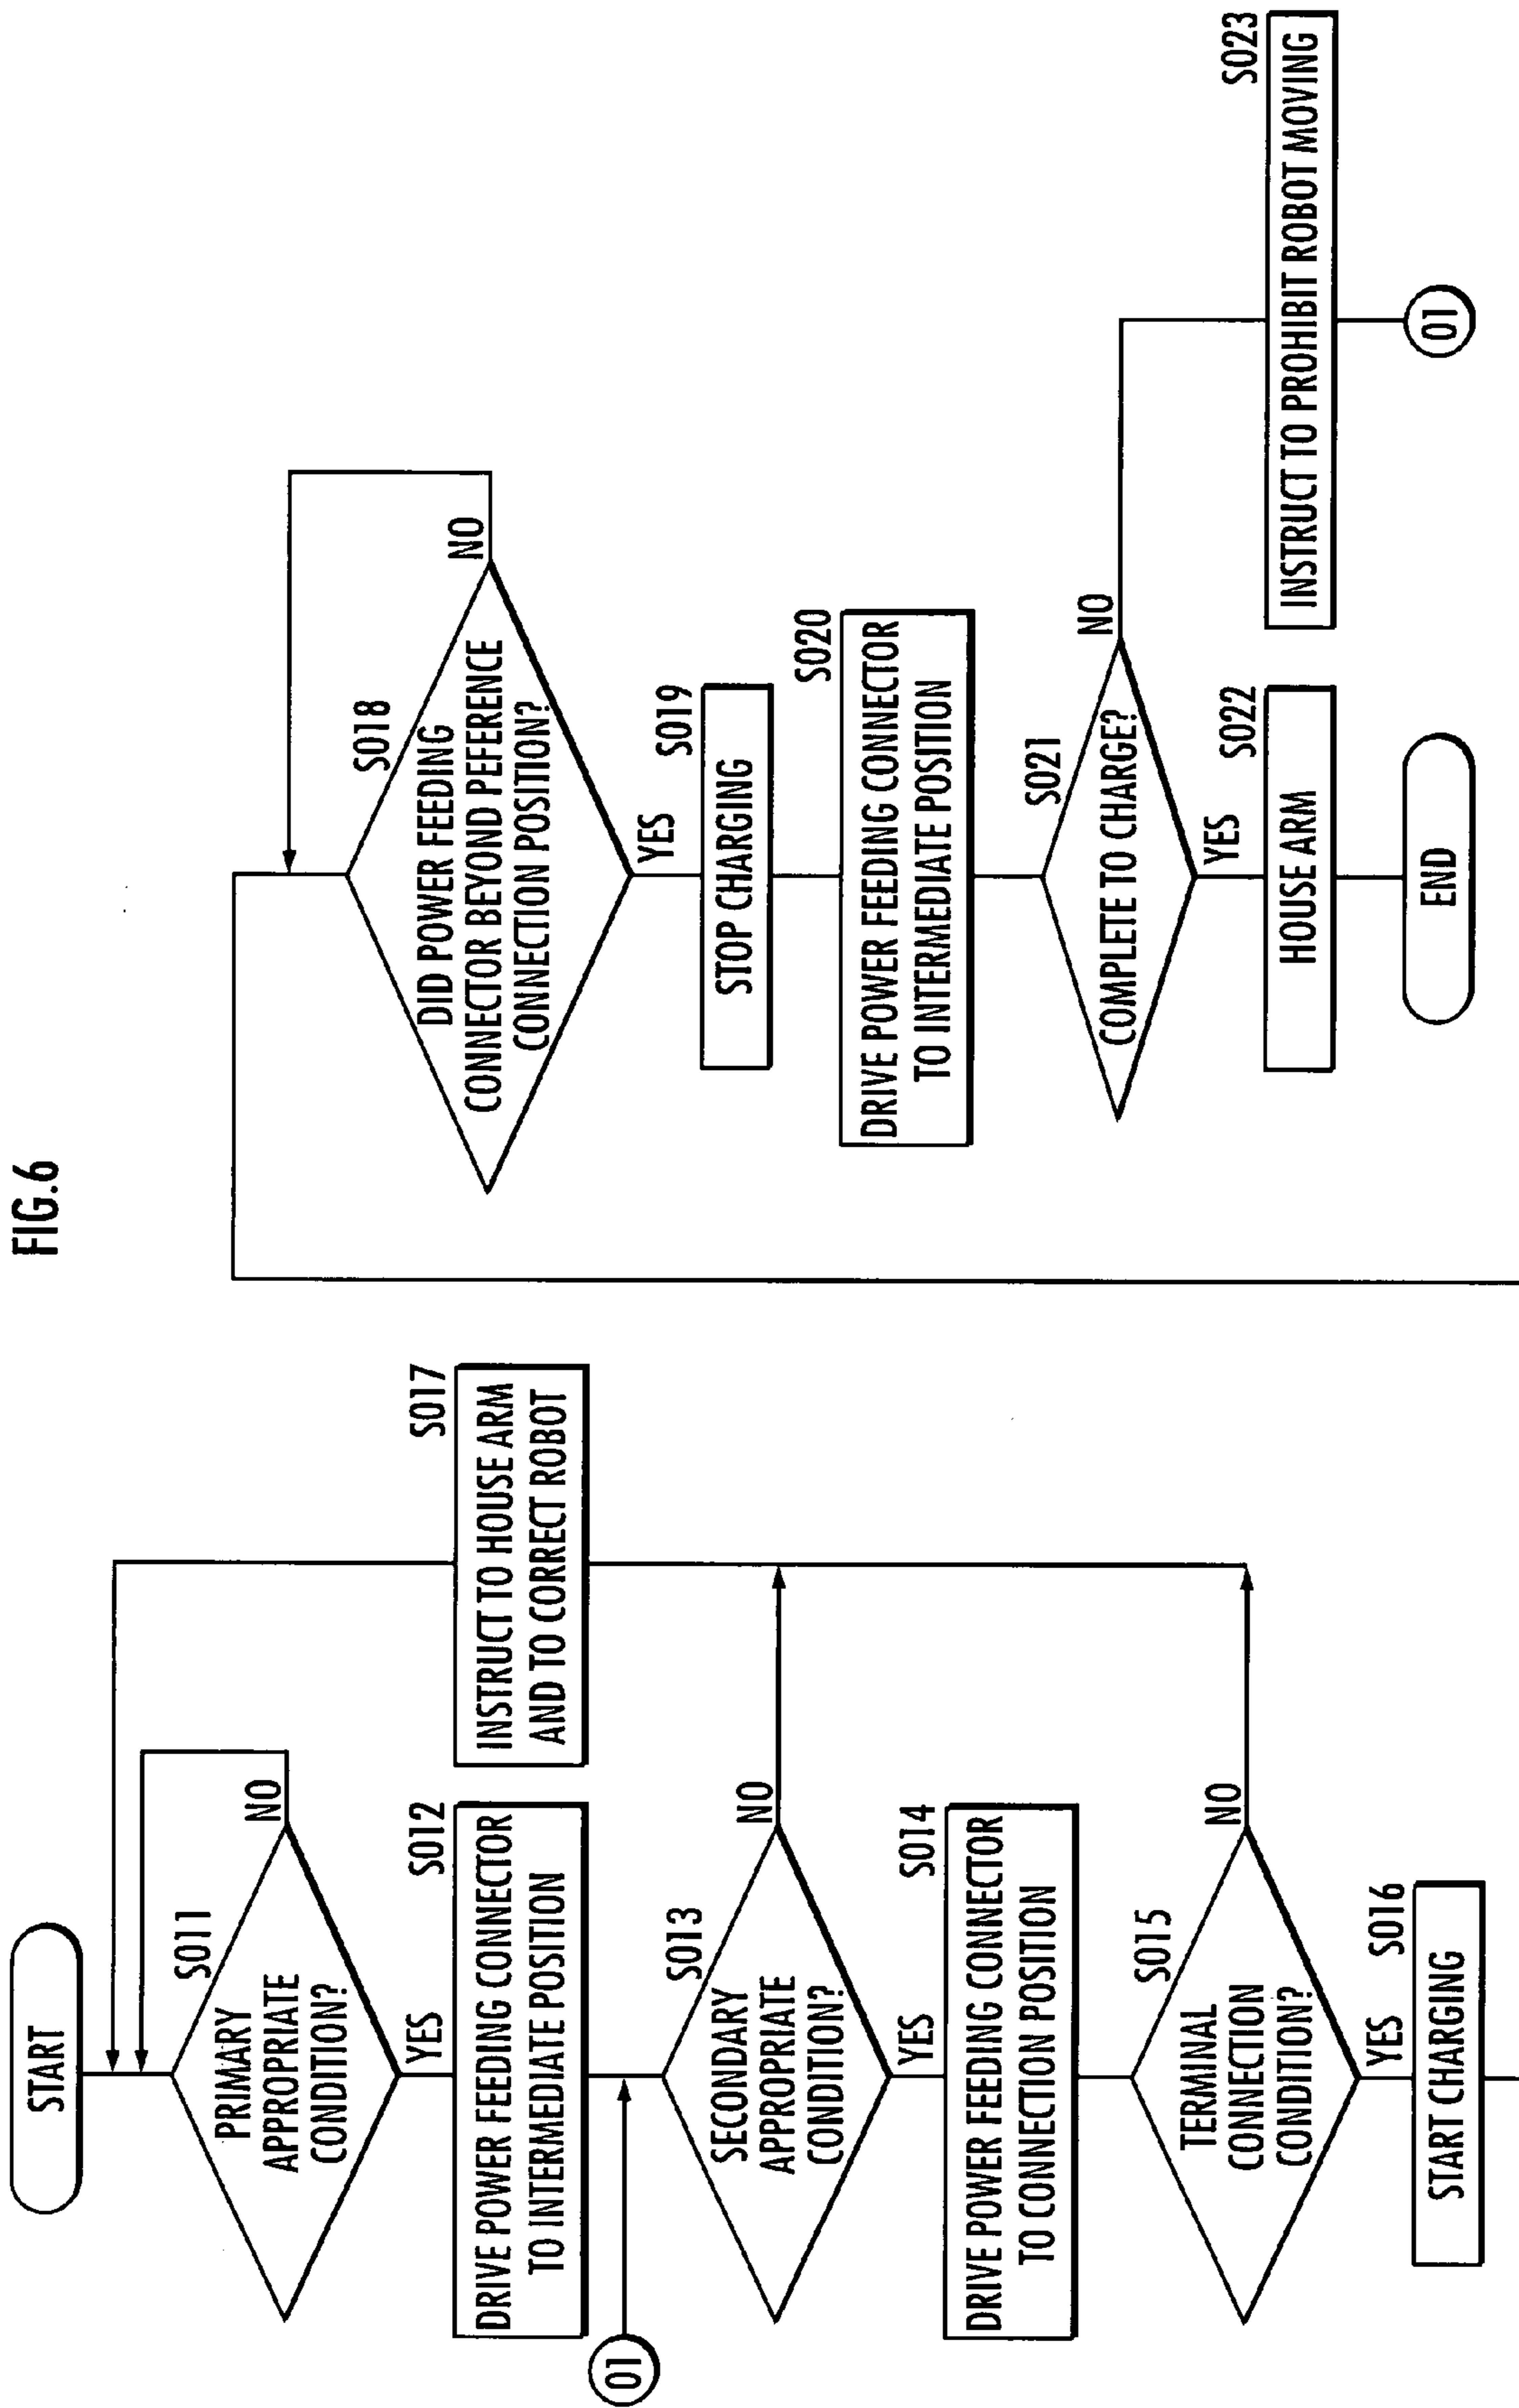 FIG.6
START
S011
PRIMARY
APPROPRIATE
CONDITION?
NO
YES
S012
DRIVE POWER FEEDING CONNECTOR
TO INTERMEDIATE POSITION
S017
INSTRUCT TO HOUSE ARM
AND TO CORRECT ROBOT
01
S013
SECONDARY
APPROPRIATE
CONDITION?
NO
YES
S014
DRIVE POWER FEEDING CONNECTOR
TO CONNECTION POSITION
S015
TERMINAL
CONNECTION
CONDITION?
NO
YES
S016
START CHARGING
S018
DID POWER FEEDING
CONNECTOR BEYOND PEFERENCE
CONNECTION POSITION?
NO
YES
S019
STOP CHARGING
S020
DRIVE POWER FEEDING CONNECTOR
TO INTERMEDIATE POSITION
S021
COMPLETE TO CHARGE?
NO
YES
S022
HOUSE ARM
S023
INSTRUCT TO PROHIBIT ROBOT MOVING
END
01